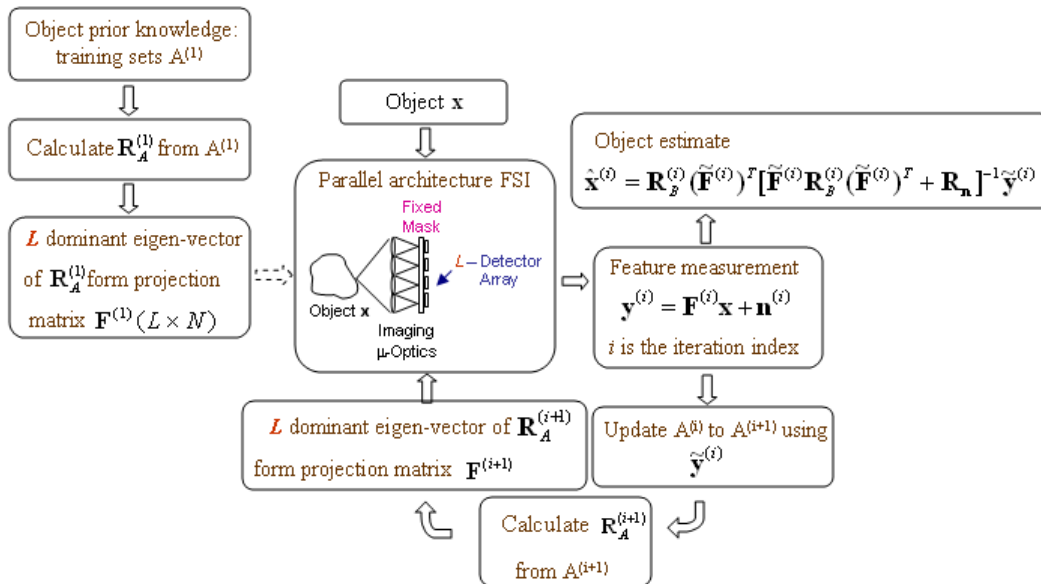 Object prior knowledge:
training sets A⁽¹⁾
Calculate R_A^(1) from A⁽¹⁾
L dominant eigen-vector
of R_A^(1) form projection
matrix F^(1) (L × N)
Object x
Parallel architecture FSI
Fixed
Mask
L – Detector
Array
Object x
Imaging
μ-Optics
Object estimate
x̂^(i) = R_B^(i) (F̃^(i))^T [F̃^(i) R_B^(i) (F̃^(i))^T + R_n]^-1 ỹ^(i)
Feature measurement
y^(i) = F^(i) x + n^(i)
i is the iteration index
Update A^(i) to A^(i+1) using
ỹ^(i)
Calculate R_A^(i+1)
from A^(i+1)
L dominant eigen-vector of R_A^(i+1)
form projection matrix F^(i+1)